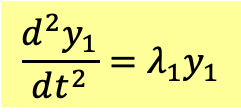 d²y₁/dt² = λ₁y₁